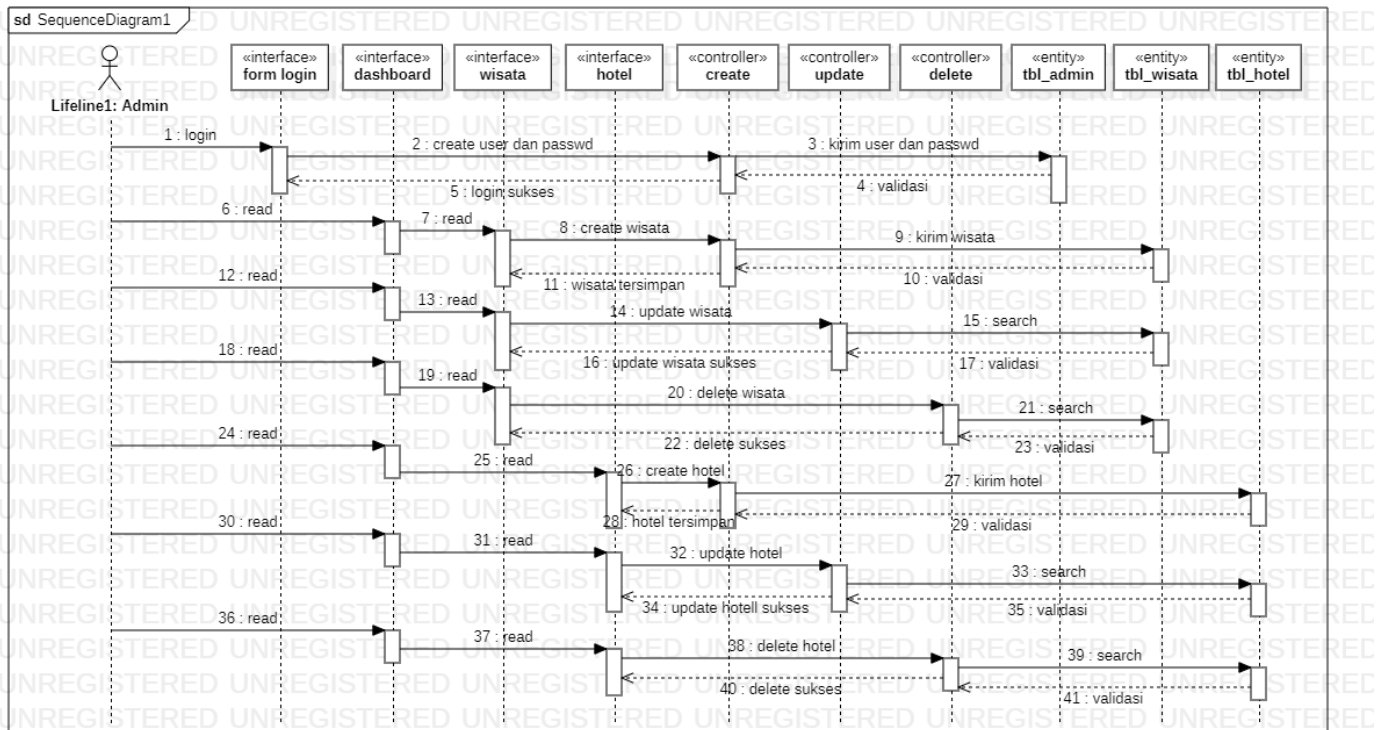 sd SequenceDiagram1
«interface»
form login
«interface»
dashboard
«interface»
wisata
«interface»
hotel
«controller»
create
«controller»
update
«controller»
delete
«entity»
tbl_admin
«entity»
tbl_wisata
«entity»
tbl_hotel
Lifeline1: Admin
1 : login
2 : create user dan passwd
3 : kirim user dan passwd
4 : validasi
5 : login sukses
6 : read
7 : read
8 : create wisata
9 : kirim wisata
10 : validasi
11 : wisata tersimpan
12 : read
13 : read
14 : update wisata
15 : search
16 : update wisata sukses
17 : validasi
18 : read
19 : read
20 : delete wisata
21 : search
22 : delete sukses
23 : validasi
24 : read
25 : read
26 : create hotel
27 : kirim hotel
28 : hotel tersimpan
29 : validasi
30 : read
31 : read
32 : update hotel
33 : search
34 : update hotell sukses
35 : validasi
36 : read
37 : read
38 : delete hotel
39 : search
40 : delete sukses
41 : validasi
UNREGISTERED